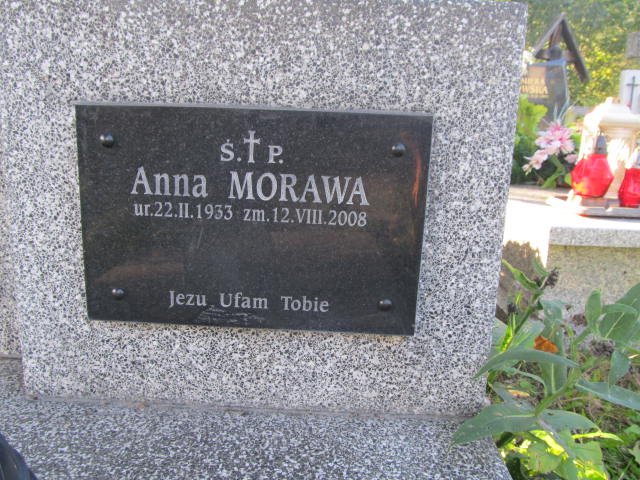 Ś.†P.
Anna MORAWA
ur.22.II.1933 zm.12.VIII.2008
Jezu Ufam Tobie